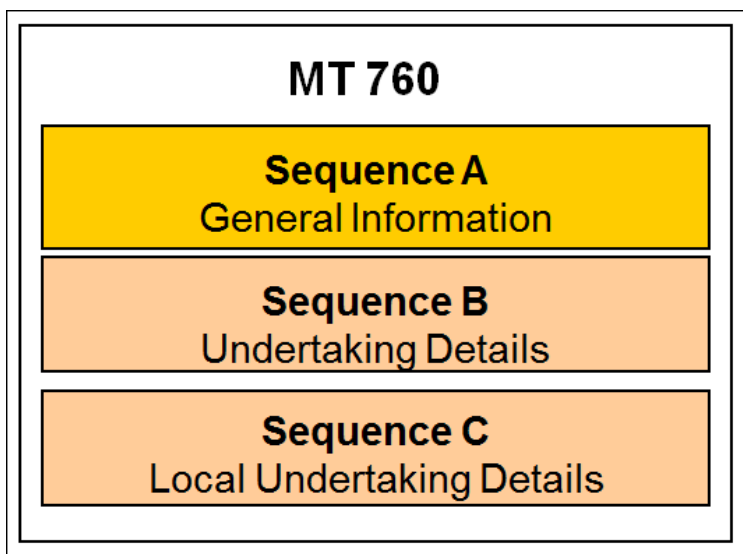 MT 760
Sequence A
General Information
Sequence B
Undertaking Details
Sequence C
Local Undertaking Details